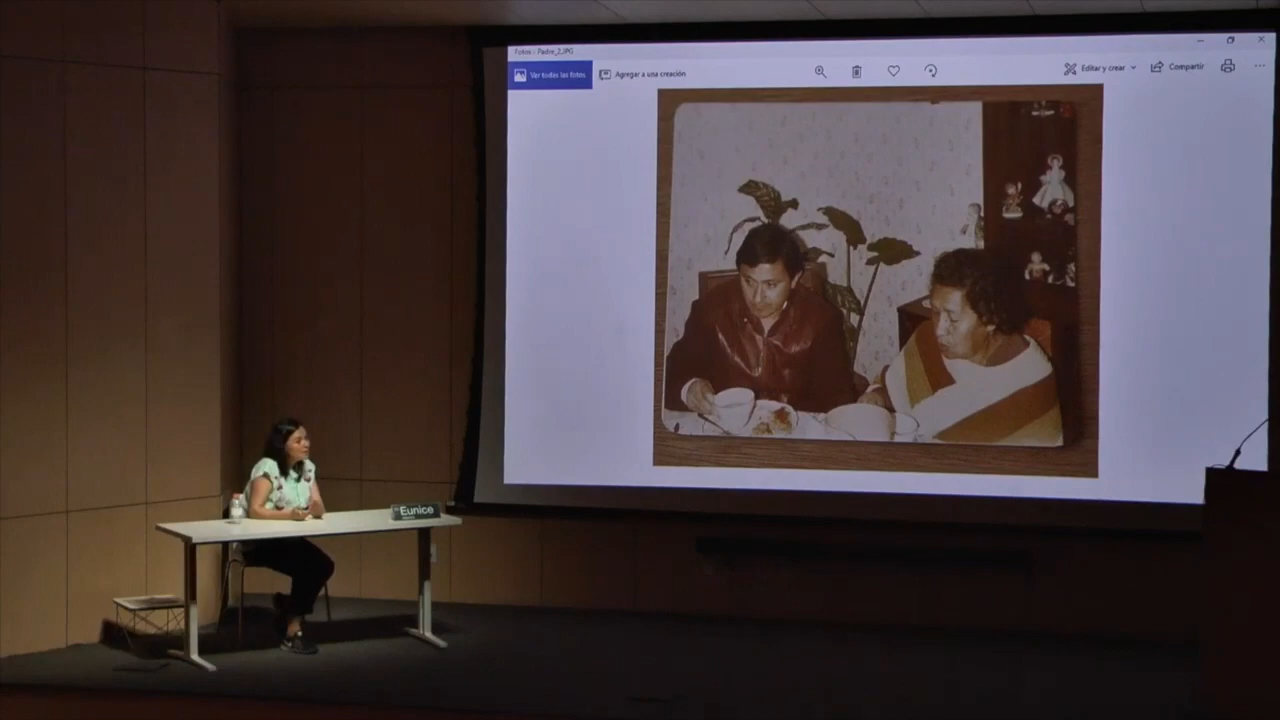 Fotos - Padre_2.JPG
Ver todas las fotos
Agregar a una creación
Editar y crear
Compartir
Eunice